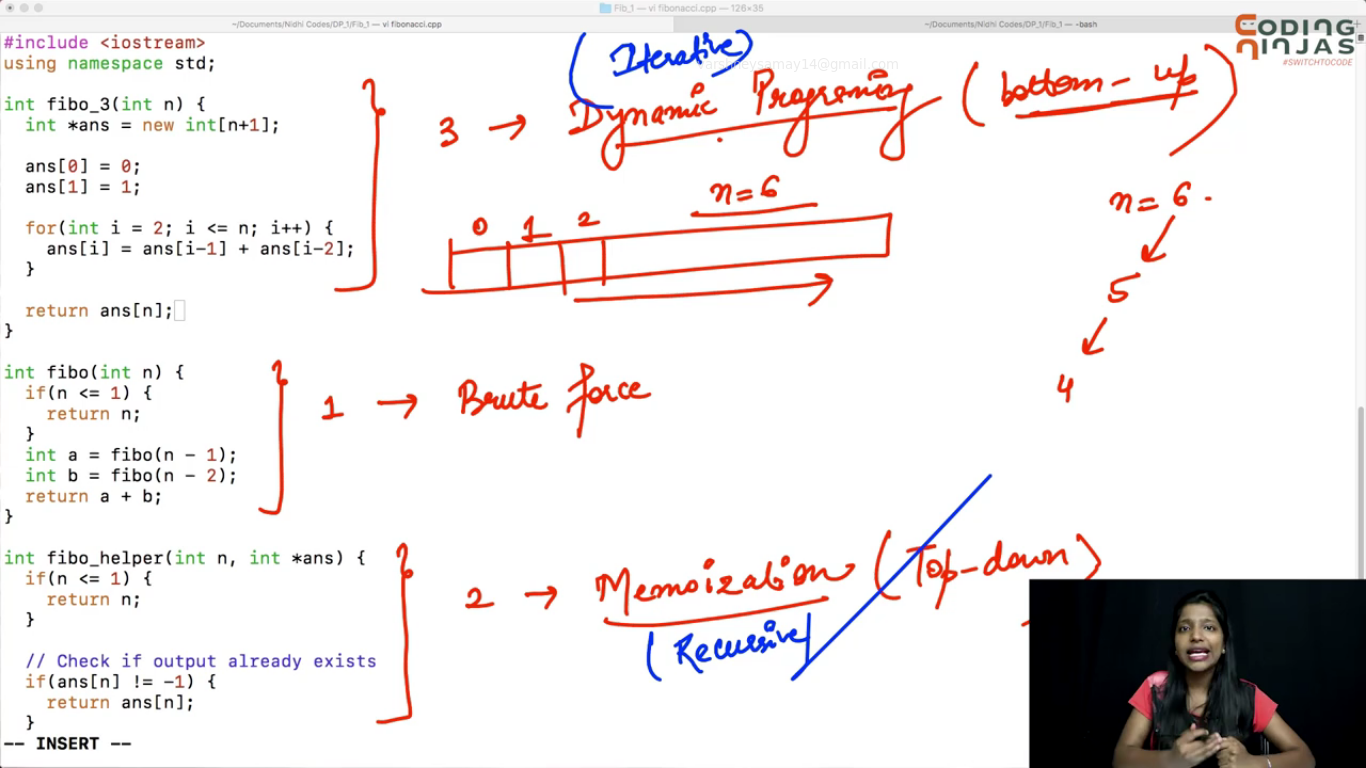 Fib_1 — vi fibonacci.cpp — 126×35
~/Documents/Nidhi Codes/DP_1/Fib_1 — vi fibonacci.cpp
~/Documents/Nidhi Codes/DP_1/Fib_1 — -bash
CODING NINJAS
#SWITCHTOCODE
#include <iostream>
using namespace std;
int fibo_3(int n) {
int *ans = new int[n+1];
ans[0] = 0;
ans[1] = 1;
for(int i = 2; i <= n; i++) {
ans[i] = ans[i-1] + ans[i-2];
}
return ans[n];
}
int fibo(int n) {
if(n <= 1) {
return n;
}
int a = fibo(n - 1);
int b = fibo(n - 2);
return a + b;
}
int fibo_helper(int n, int *ans) {
if(n <= 1) {
return n;
}
// Check if output already exists
if(ans[n] != -1) {
return ans[n];
}
-- INSERT --
(Iterative)
varshneysamay14@gmail.com
3 → Dynamic Programing (bottom-up)
n=6
0 1 2
n=6.
5
4
1 → Brute force
2 → Memoization (Top-down)
(Recursive)